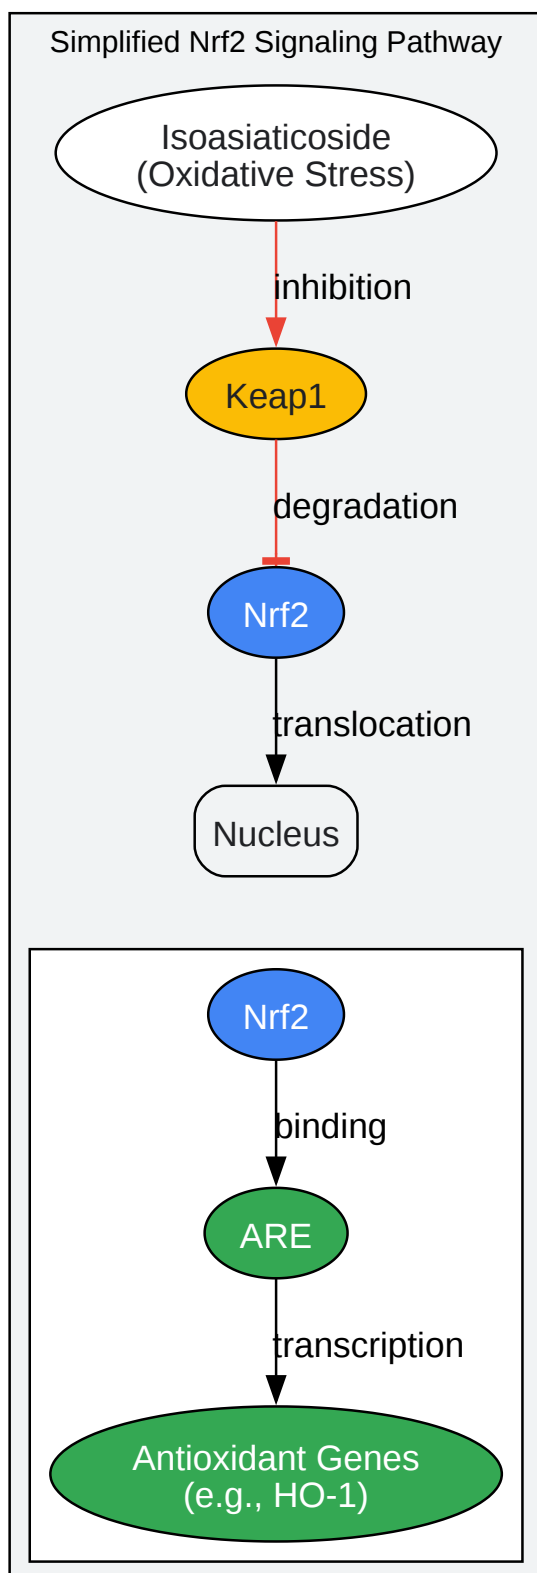 Simplified Nrf2 Signaling Pathway
Isoasiaticoside
(Oxidative Stress)
inhibition
Keap1
degradation
Nrf2
translocation
Nucleus
Nrf2
binding
ARE
transcription
Antioxidant Genes
(e.g., HO-1)